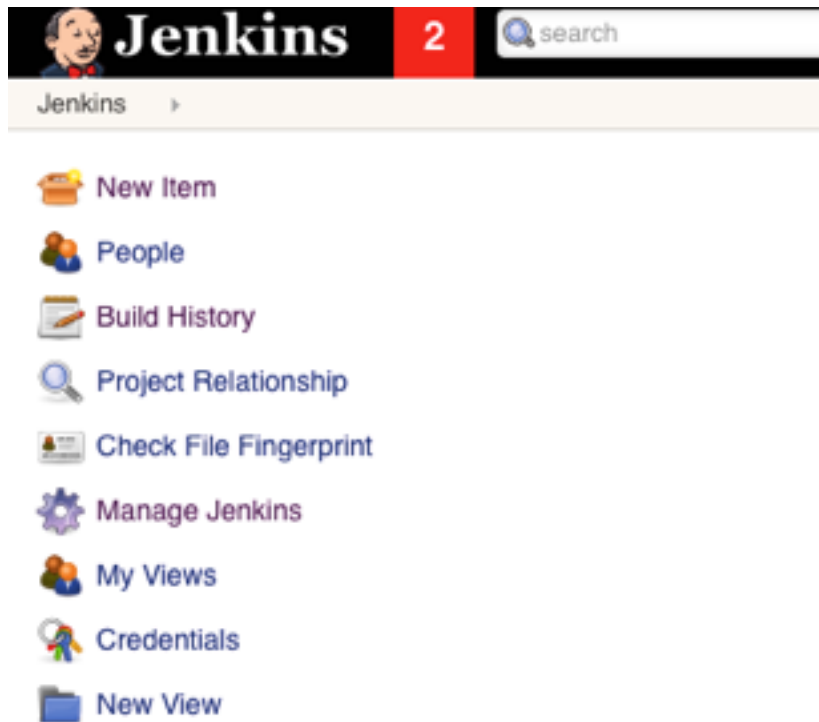 Jenkins 2 search
Jenkins
New Item
People
Build History
Project Relationship
Check File Fingerprint
Manage Jenkins
My Views
Credentials
New View